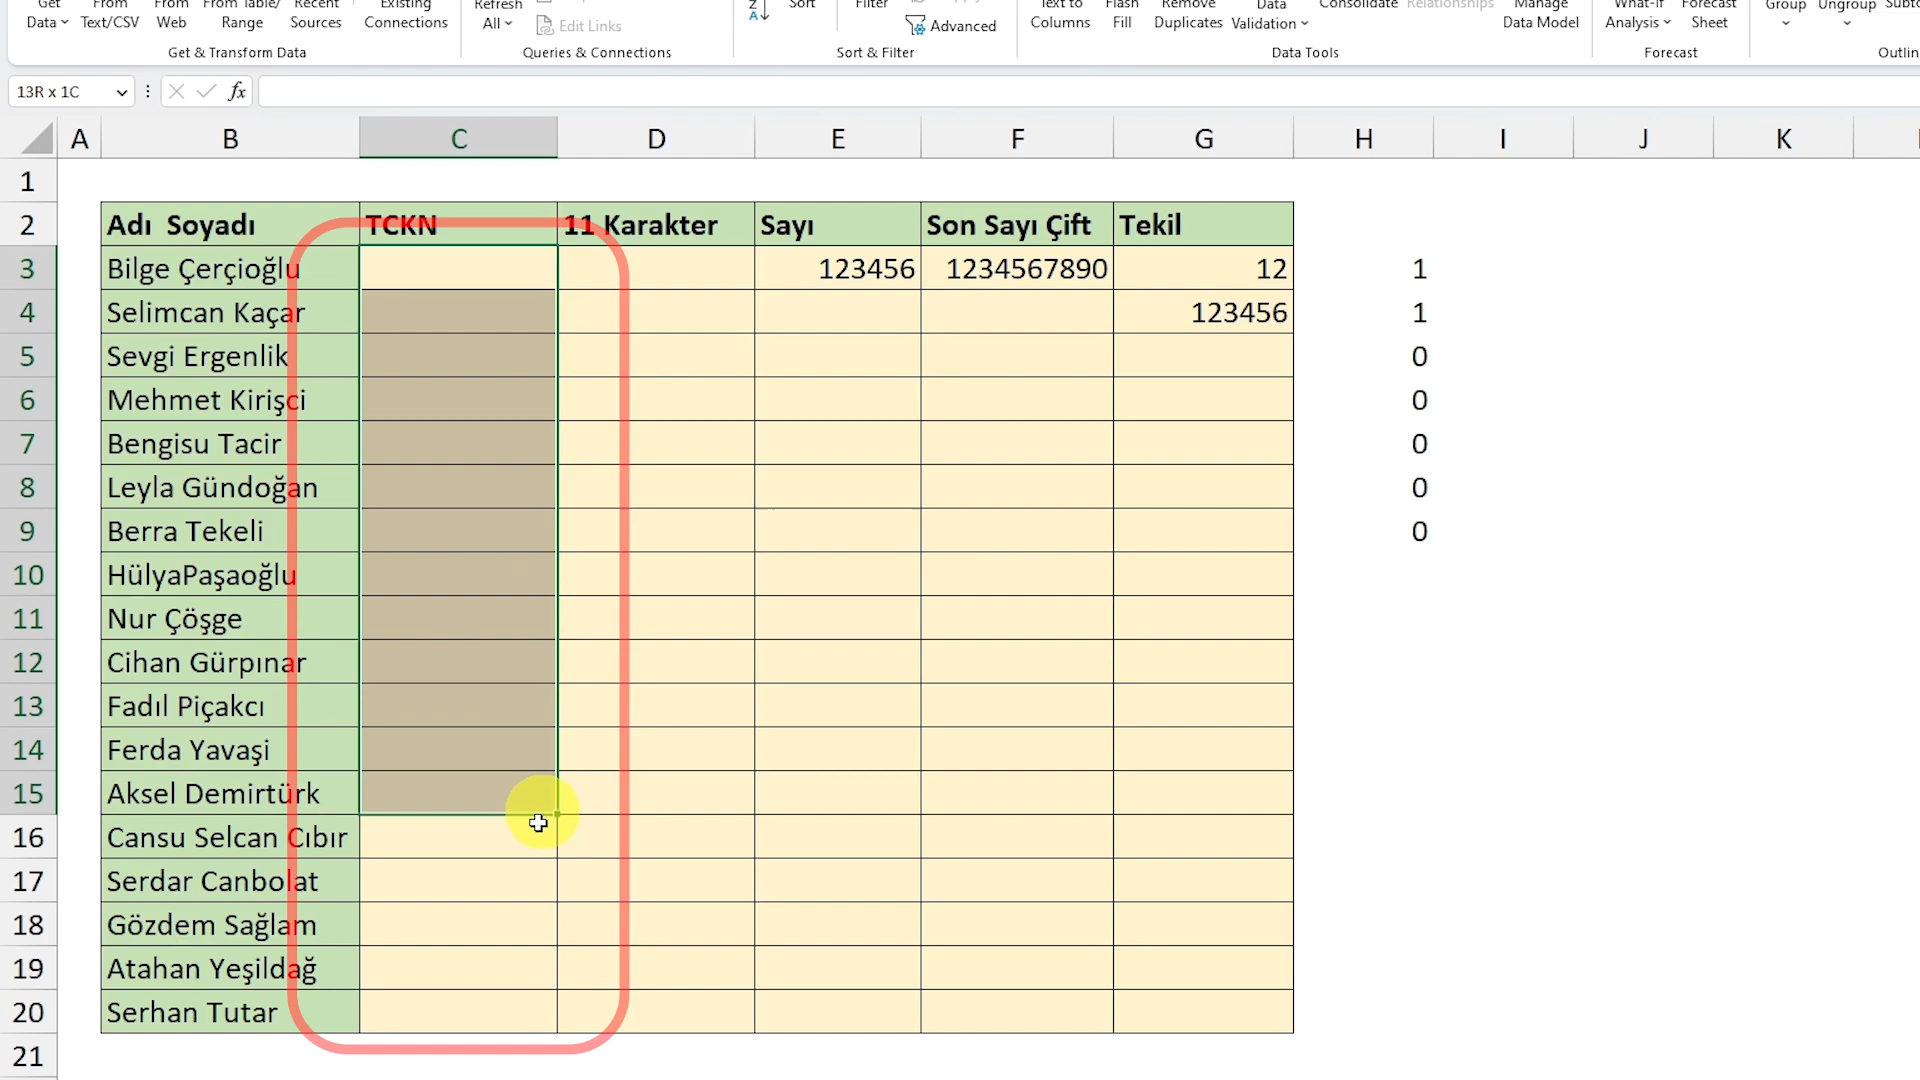 Get Data
From Text/CSV
From Web
From Table/ Range
Recent Sources
Existing Connections
Get & Transform Data
Refresh All
Edit Links
Queries & Connections
Z A
Sort
Filter
Advanced
Sort & Filter
Text to Columns
Flash Fill
Remove Duplicates
Data Validation
Consolidate
Relationships
Manage Data Model
Data Tools
What-If Analysis
Forecast Sheet
Forecast
Group
Ungroup
13R x 1C
fx
A B C D E F G H I J K
1
2 Adı Soyadı TCKN 11 Karakter Sayı Son Sayı Çift Tekil
3 Bilge Çerçioğlu 123456 1234567890 12 1
4 Selimcan Kaçar 123456 1
5 Sevgi Ergenlik 0
6 Mehmet Kirişci 0
7 Bengisu Tacir 0
8 Leyla Gündoğan 0
9 Berra Tekeli 0
10 HülyaPaşaoğlu
11 Nur Çöşge
12 Cihan Gürpınar
13 Fadıl Piçakcı
14 Ferda Yavaşi
15 Aksel Demirtürk
16 Cansu Selcan Cıbır
17 Serdar Canbolat
18 Gözdem Sağlam
19 Atahan Yeşildağ
20 Serhan Tutar
21